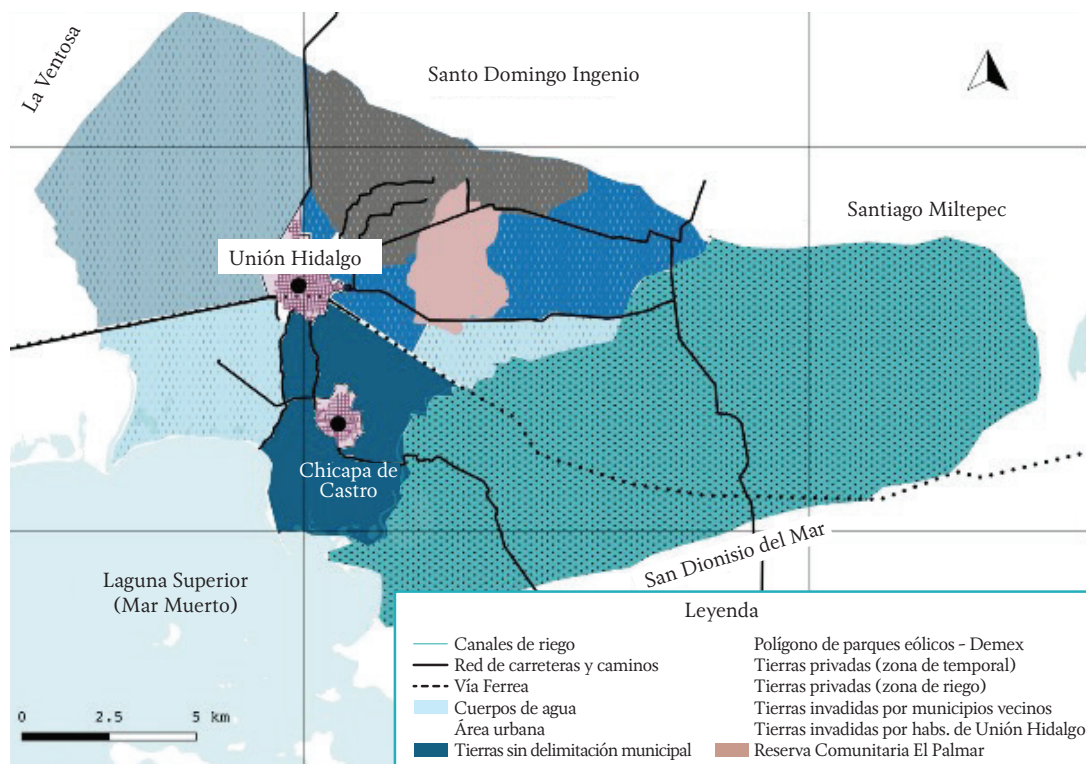 La Ventosa
Santo Domingo Ingenio
Santiago Miltepec
Unión Hidalgo
Chicapa de
Castro
San Dionisio del Mar
Laguna Superior
(Mar Muerto)
0 2.5 5 km
Leyenda
Canales de riego
Red de carreteras y caminos
Vía Ferrea
Cuerpos de agua
Área urbana
Tierras sin delimitación municipal
Polígono de parques eólicos - Demex
Tierras privadas (zona de temporal)
Tierras privadas (zona de riego)
Tierras invadidas por municipios vecinos
Tierras invadidas por habs. de Unión Hidalgo
Reserva Comunitaria El Palmar